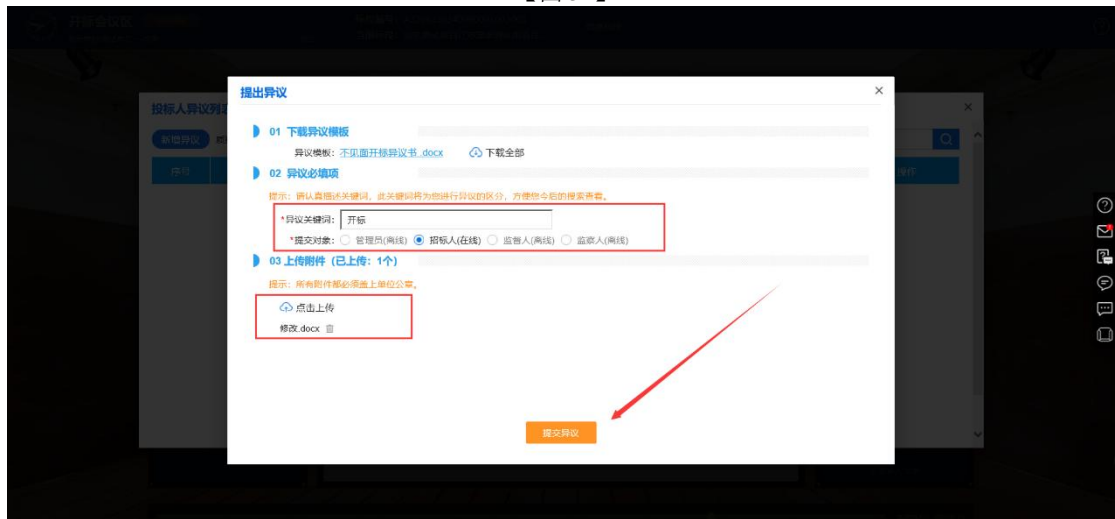 开标会议区
提出异议
×
投标人异议列
×
01 下载异议模板
新增异议
异议模板: 不见面开标异议书 .docx 下载全部
02 异议必填项
序号
操作
提示: 请认真描述关键词, 此关键词将为您进行异议的区分, 方便您今后的搜索查看。
*异议关键词: 开标
*提交对象: 管理员(离线) 招标人(在线) 监督人(离线) 监察人(离线)
03 上传附件 (已上传: 1个)
提示: 所有附件都必须盖上单位公章。
点击上传
修改.docx
提交异议